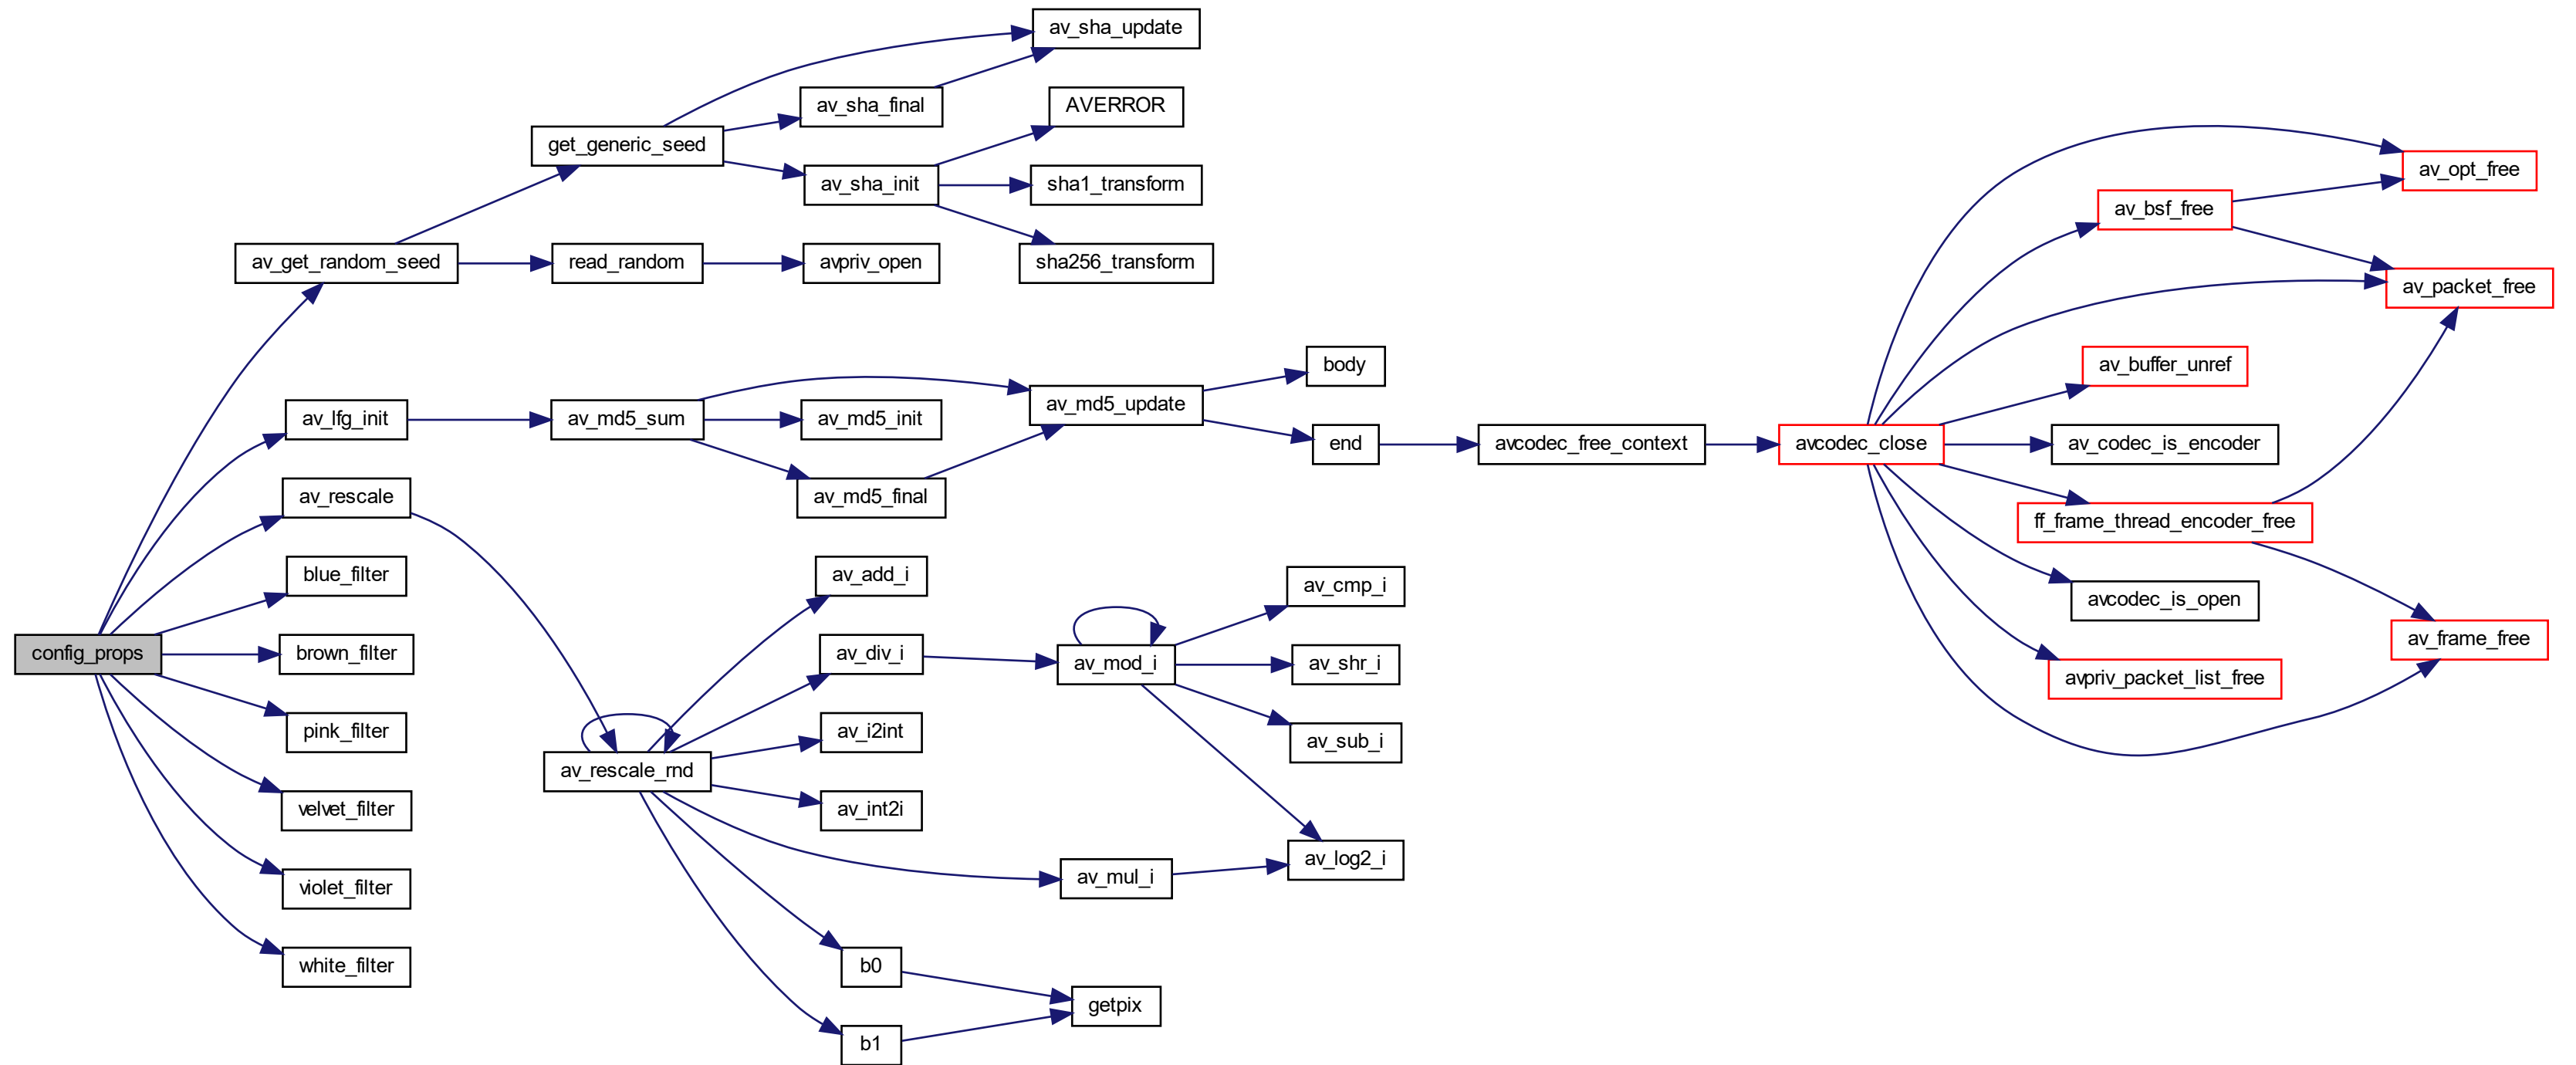 av_sha_update
av_sha_final
AVERROR
get_generic_seed
av_opt_free
av_sha_init
sha1_transform
av_bsf_free
av_get_random_seed
read_random
avpriv_open
sha256_transform
av_packet_free
body
av_buffer_unref
av_lfg_init
av_md5_sum
av_md5_init
av_md5_update
end
avcodec_free_context
avcodec_close
av_codec_is_encoder
av_rescale
av_md5_final
ff_frame_thread_encoder_free
blue_filter
av_add_i
av_cmp_i
avcodec_is_open
config_props
brown_filter
av_div_i
av_mod_i
av_shr_i
av_frame_free
avpriv_packet_list_free
pink_filter
av_i2int
av_sub_i
av_rescale_rnd
velvet_filter
av_int2i
av_log2_i
violet_filter
av_mul_i
white_filter
b0
getpix
b1